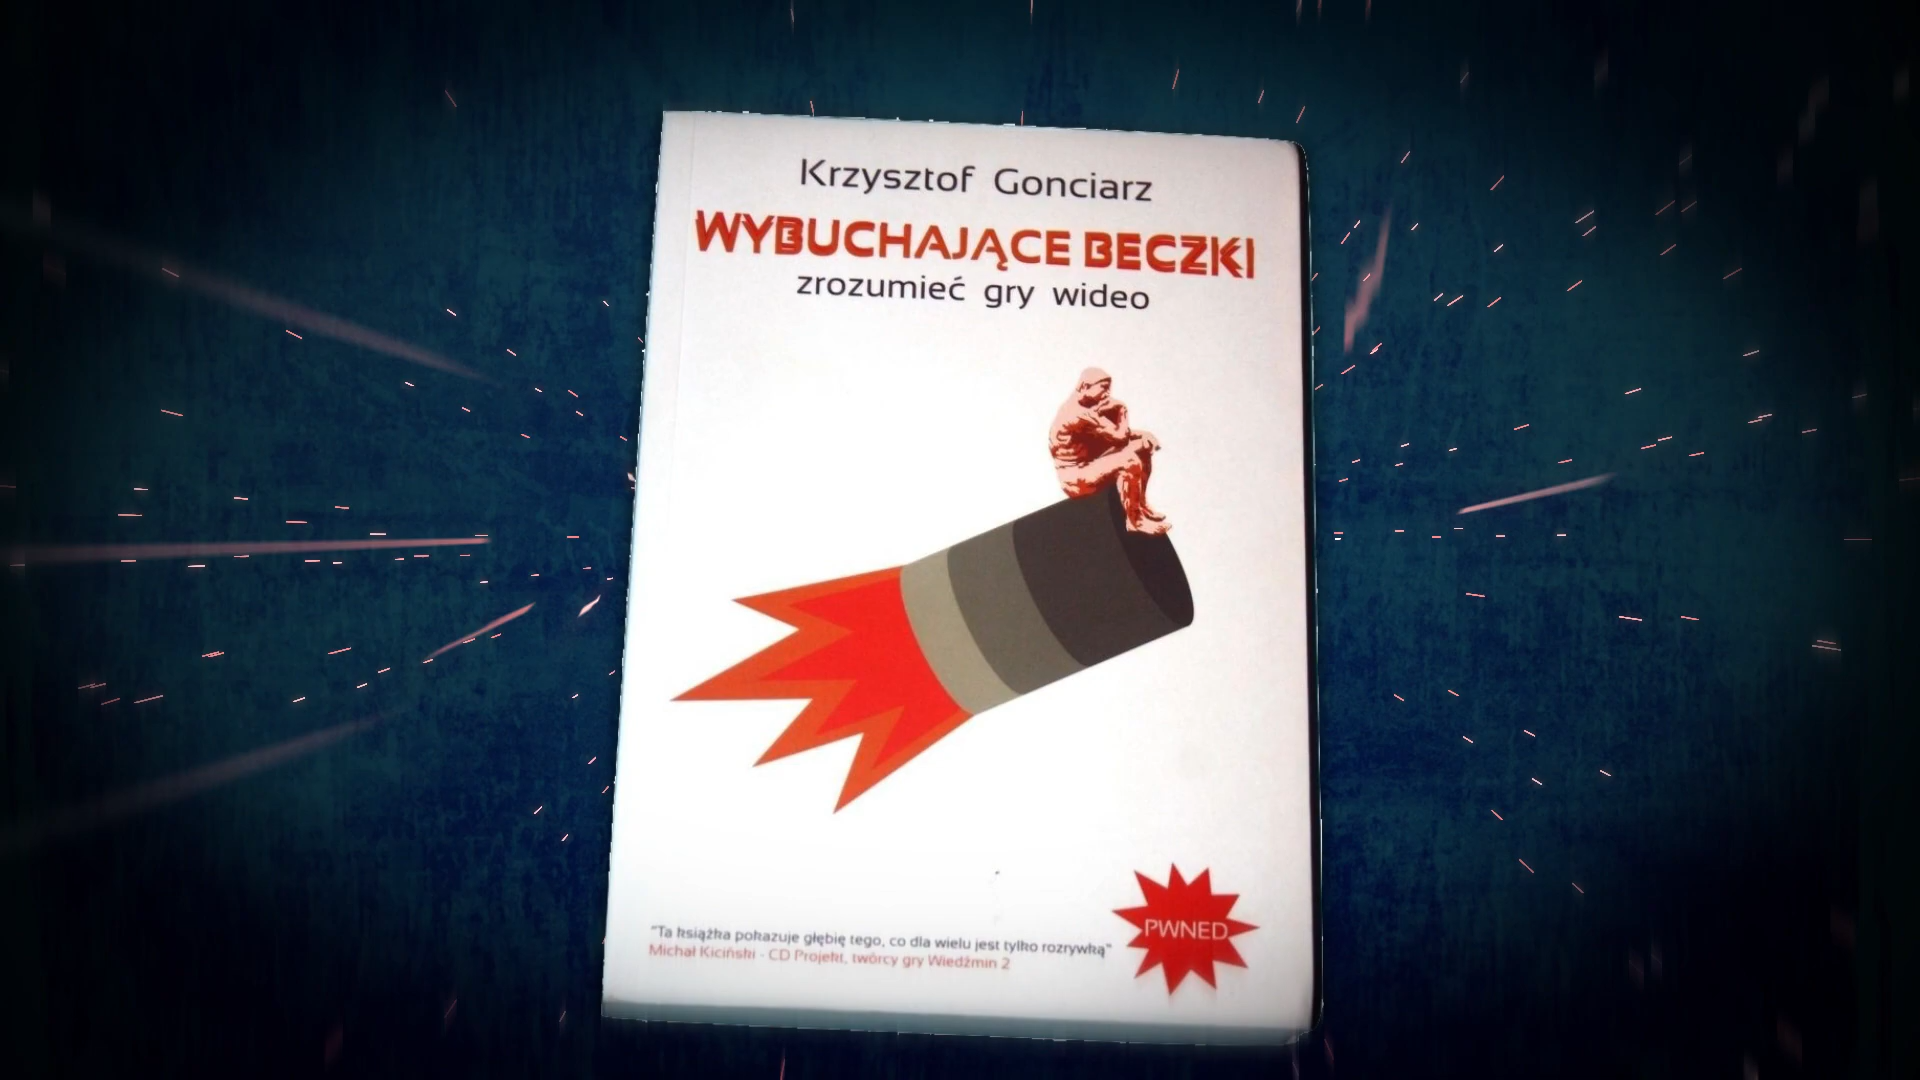 Krzysztof Gonciarz
WYBUCHAJĄCE BECZKI
zrozumieć gry wideo
PWNED
"Ta książka pokazuje głębię tego, co dla wielu jest tylko rozrywką"
Michał Kiciński - CD Projekt, twórcy gry Wiedźmin 2